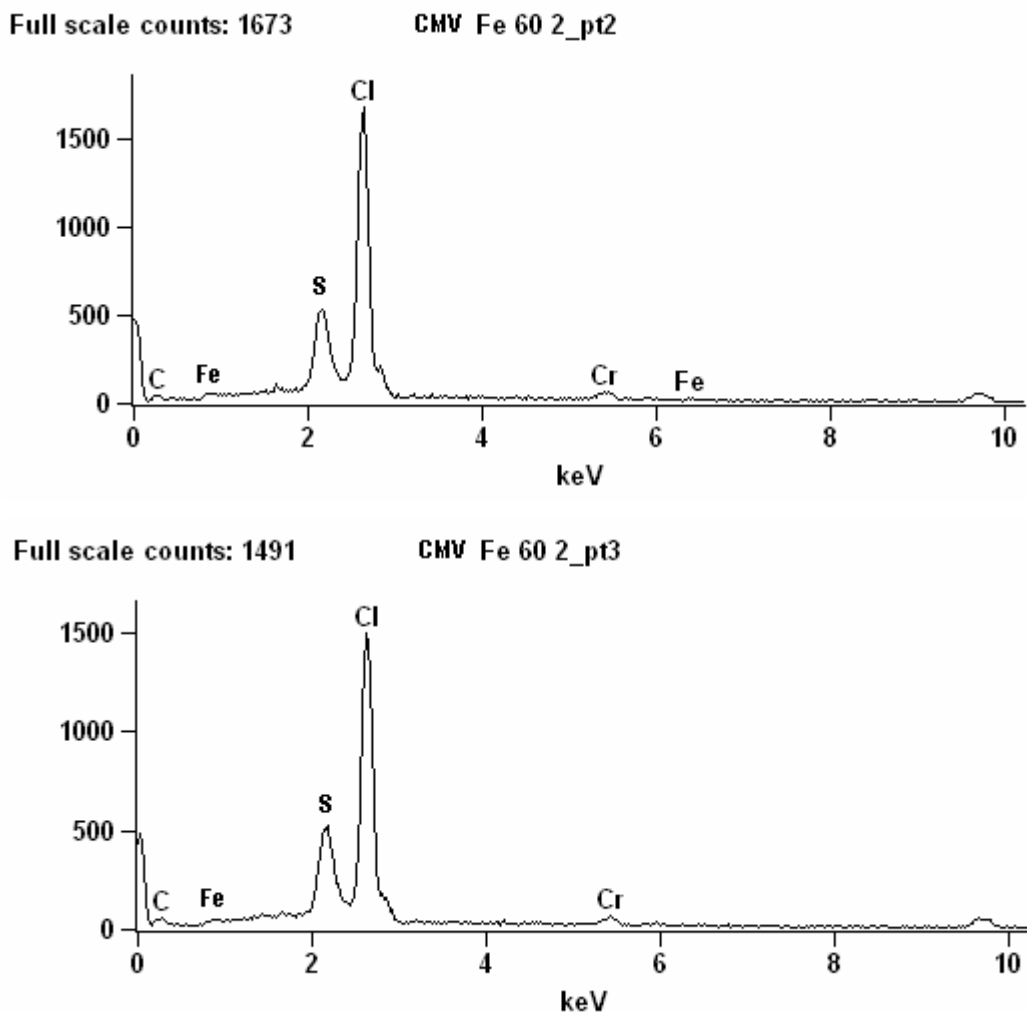 Full scale counts: 1673 CMV Fe 60 2_pt2
Cl
1500
1000
S
500
C Fe Cr Fe
0
0 2 4 6 8 10
keV
Full scale counts: 1491 CMV Fe 60 2_pt3
Cl
1500
1000
S
500
C Fe Cr
0
0 2 4 6 8 10
keV